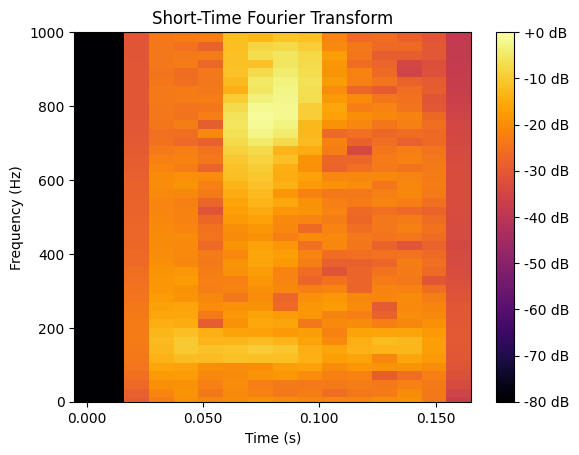 Short-Time Fourier Transform
1000
800
600
400
200
0
Frequency (Hz)
0.000
0.050
0.100
0.150
Time (s)
+0 dB
-10 dB
-20 dB
-30 dB
-40 dB
-50 dB
-60 dB
-70 dB
-80 dB